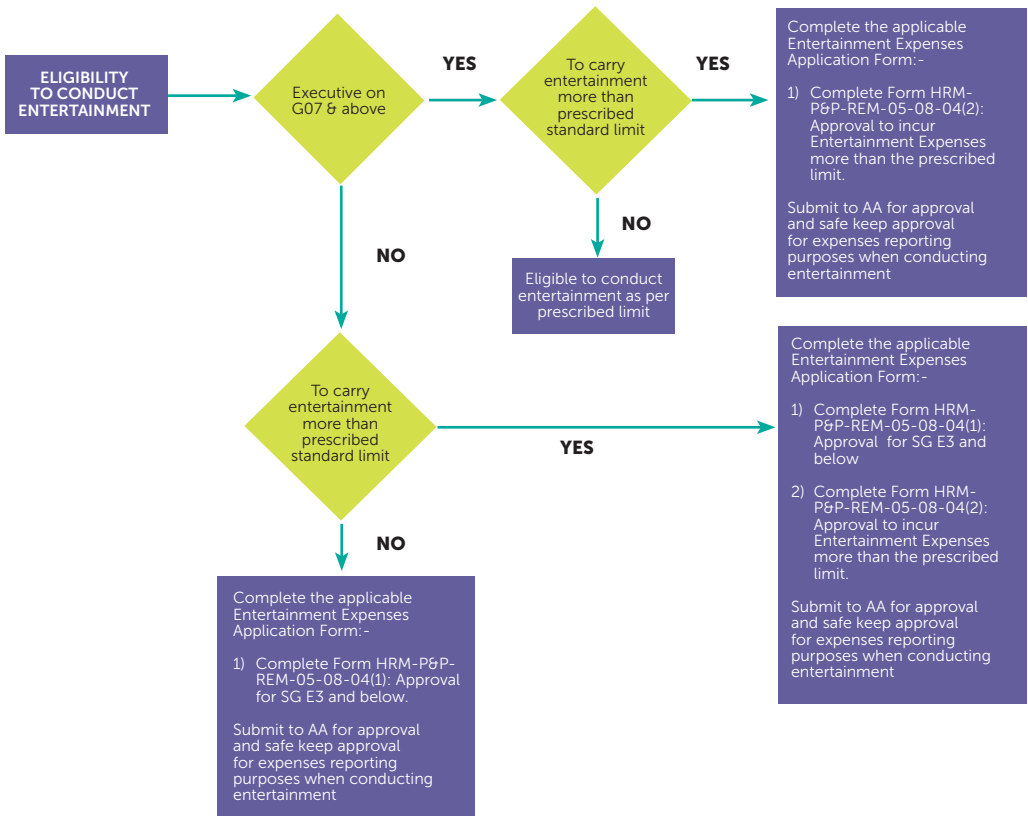 ELIGIBILITY
TO CONDUCT
ENTERTAINMENT
Executive on
G07 & above
YES
To carry
entertainment
more than
prescribed
standard limit
YES
Complete the applicable
Entertainment Expenses
Application Form:-
1) Complete Form HRM-
P&P-REM-05-08-04(2):
Approval to incur
Entertainment Expenses
more than the prescribed
limit.
Submit to AA for approval
and safe keep approval
for expenses reporting
purposes when conducting
entertainment
NO
Eligible to conduct
entertainment as per
prescribed limit
NO
To carry
entertainment
more than
prescribed
standard limit
YES
Complete the applicable
Entertainment Expenses
Application Form:-
1) Complete Form HRM-
P&P-REM-05-08-04(1):
Approval for SG E3 and
below
2) Complete Form HRM-
P&P-REM-05-08-04(2):
Approval to incur
Entertainment Expenses
more than the prescribed
limit.
Submit to AA for approval
and safe keep approval
for expenses reporting
purposes when conducting
entertainment
NO
Complete the applicable
Entertainment Expenses
Application Form:-
1) Complete Form HRM-P&P-
REM-05-08-04(1): Approval
for SG E3 and below.
Submit to AA for approval
and safe keep approval
for expenses reporting
purposes when conducting
entertainment